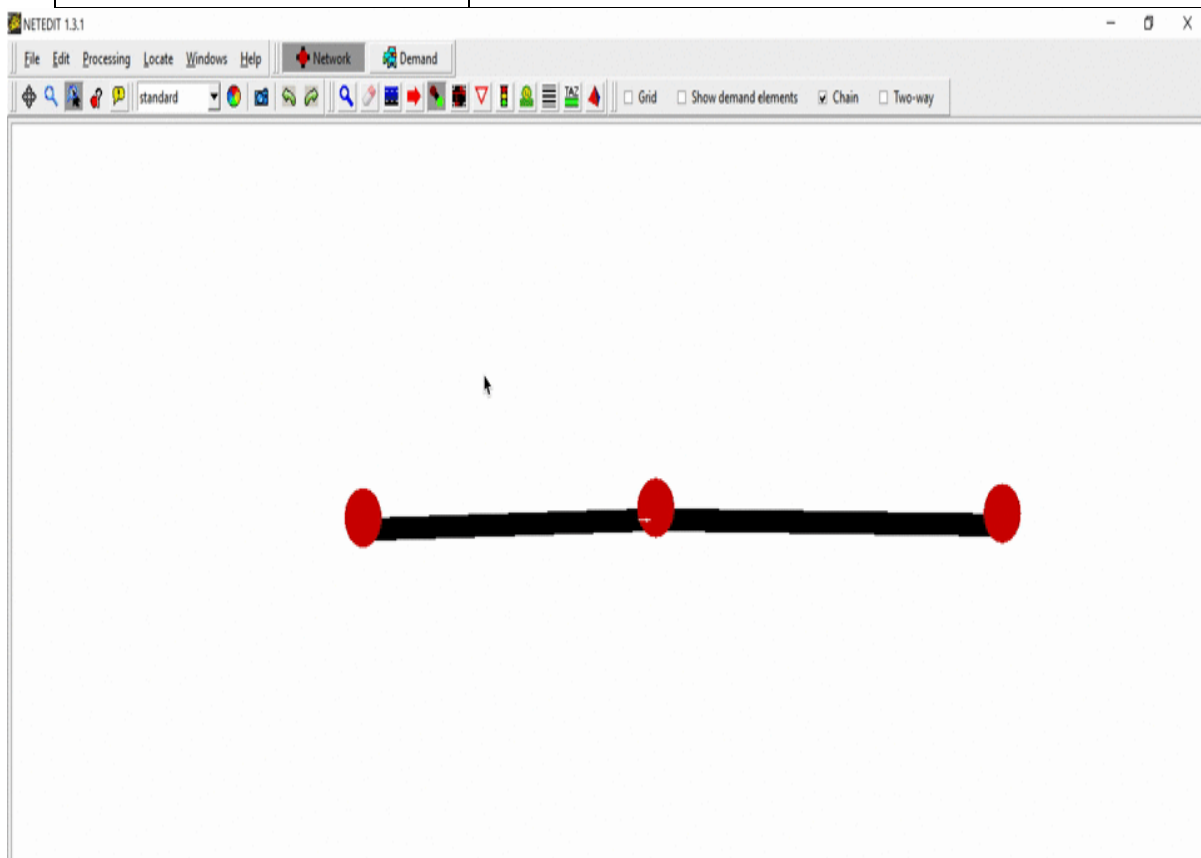 NETEDIT 1.3.1
File Edit Processing Locate Windows Help Network Demand
standard TAZ Grid Show demand elements Chain Two-way